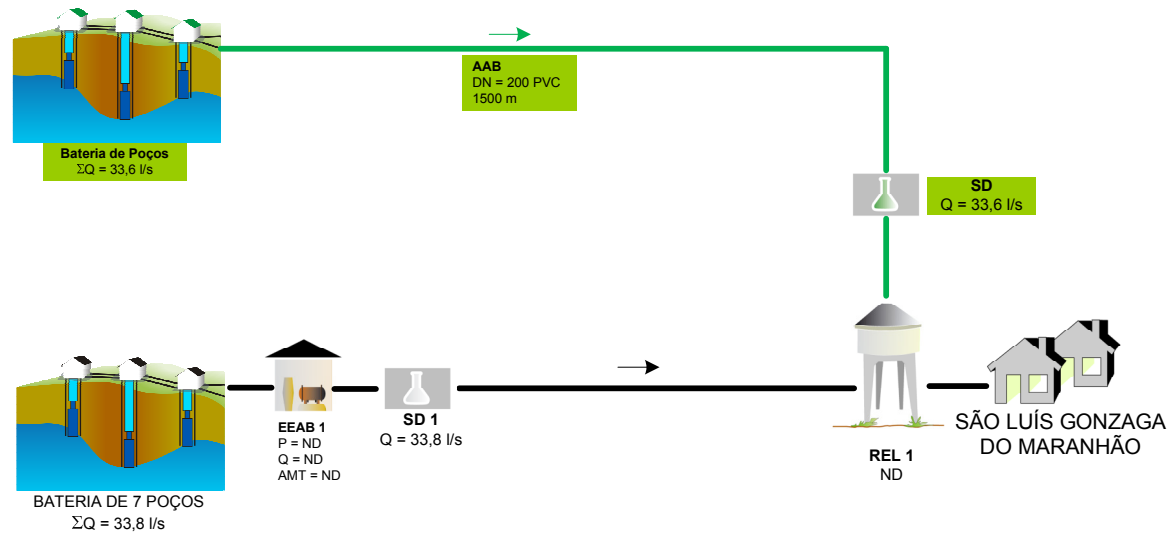 AAB
DN = 200 PVC
1500 m
Bateria de Poços
ΣQ = 33,6 l/s
SD
Q = 33,6 l/s
EEAB 1
P = ND
Q = ND
AMT = ND
SD 1
Q = 33,8 l/s
REL 1
ND
SÃO LUÍS GONZAGA
DO MARANHÃO
BATERIA DE 7 POÇOS
ΣQ = 33,8 l/s